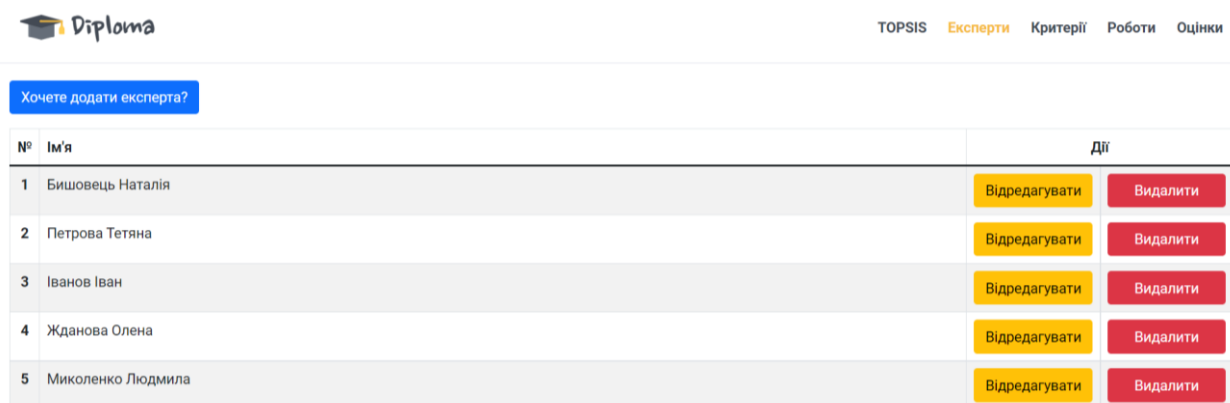 Diploma
TOPSIS Експерти Критерії Роботи Оцінки
Хочете додати експерта?
№ Ім'я Дії
1 Бишовець Наталія Відредагувати Видалити
2 Петрова Тетяна Відредагувати Видалити
3 Іванов Іван Відредагувати Видалити
4 Жданова Олена Відредагувати Видалити
5 Миколенко Людмила Відредагувати Видалити